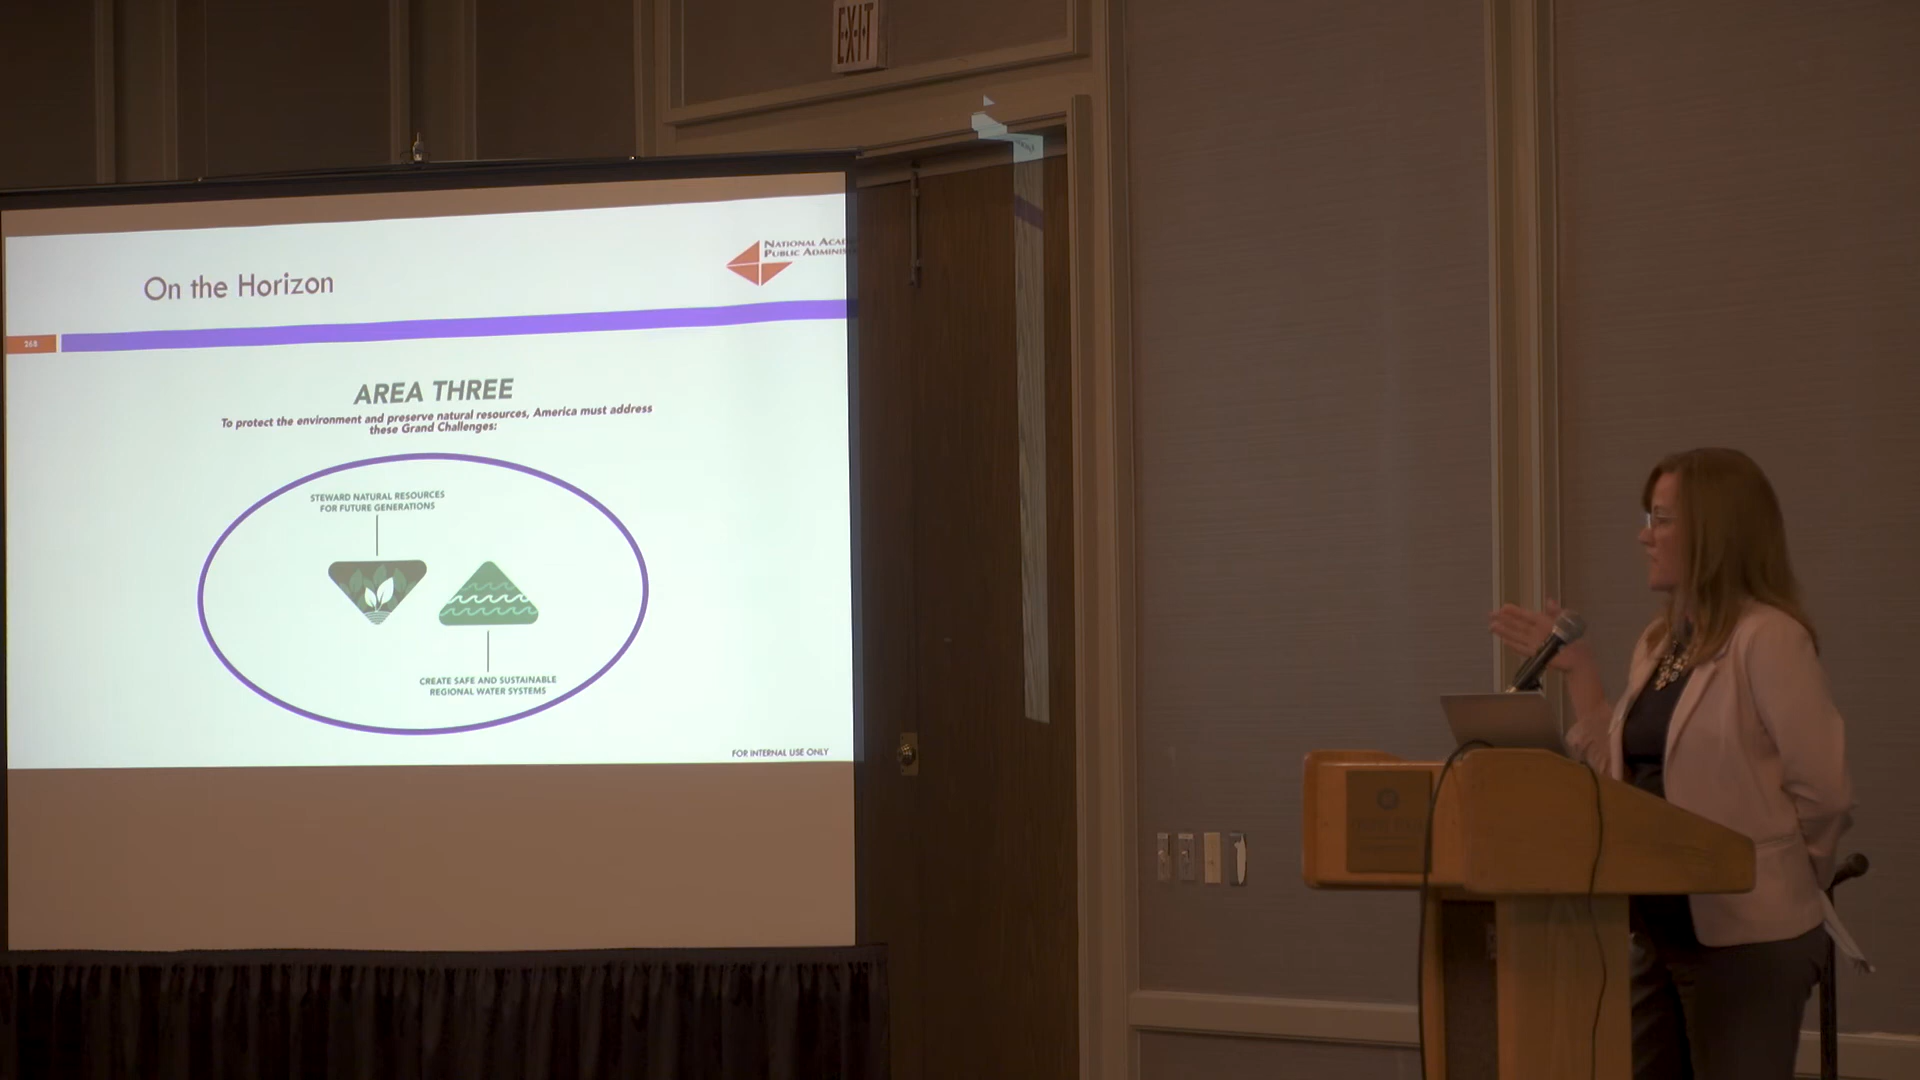 EXIT
On the Horizon
NATIONAL
PUBLIC
268
AREA THREE
To protect the environment and preserve natural resources, America must address
these Grand Challenges:
STEWARD NATURAL RESOURCES
FOR FUTURE GENERATIONS
CREATE SAFE AND SUSTAINABLE
REGIONAL WATER SYSTEMS
FOR INTERNAL USE ONLY